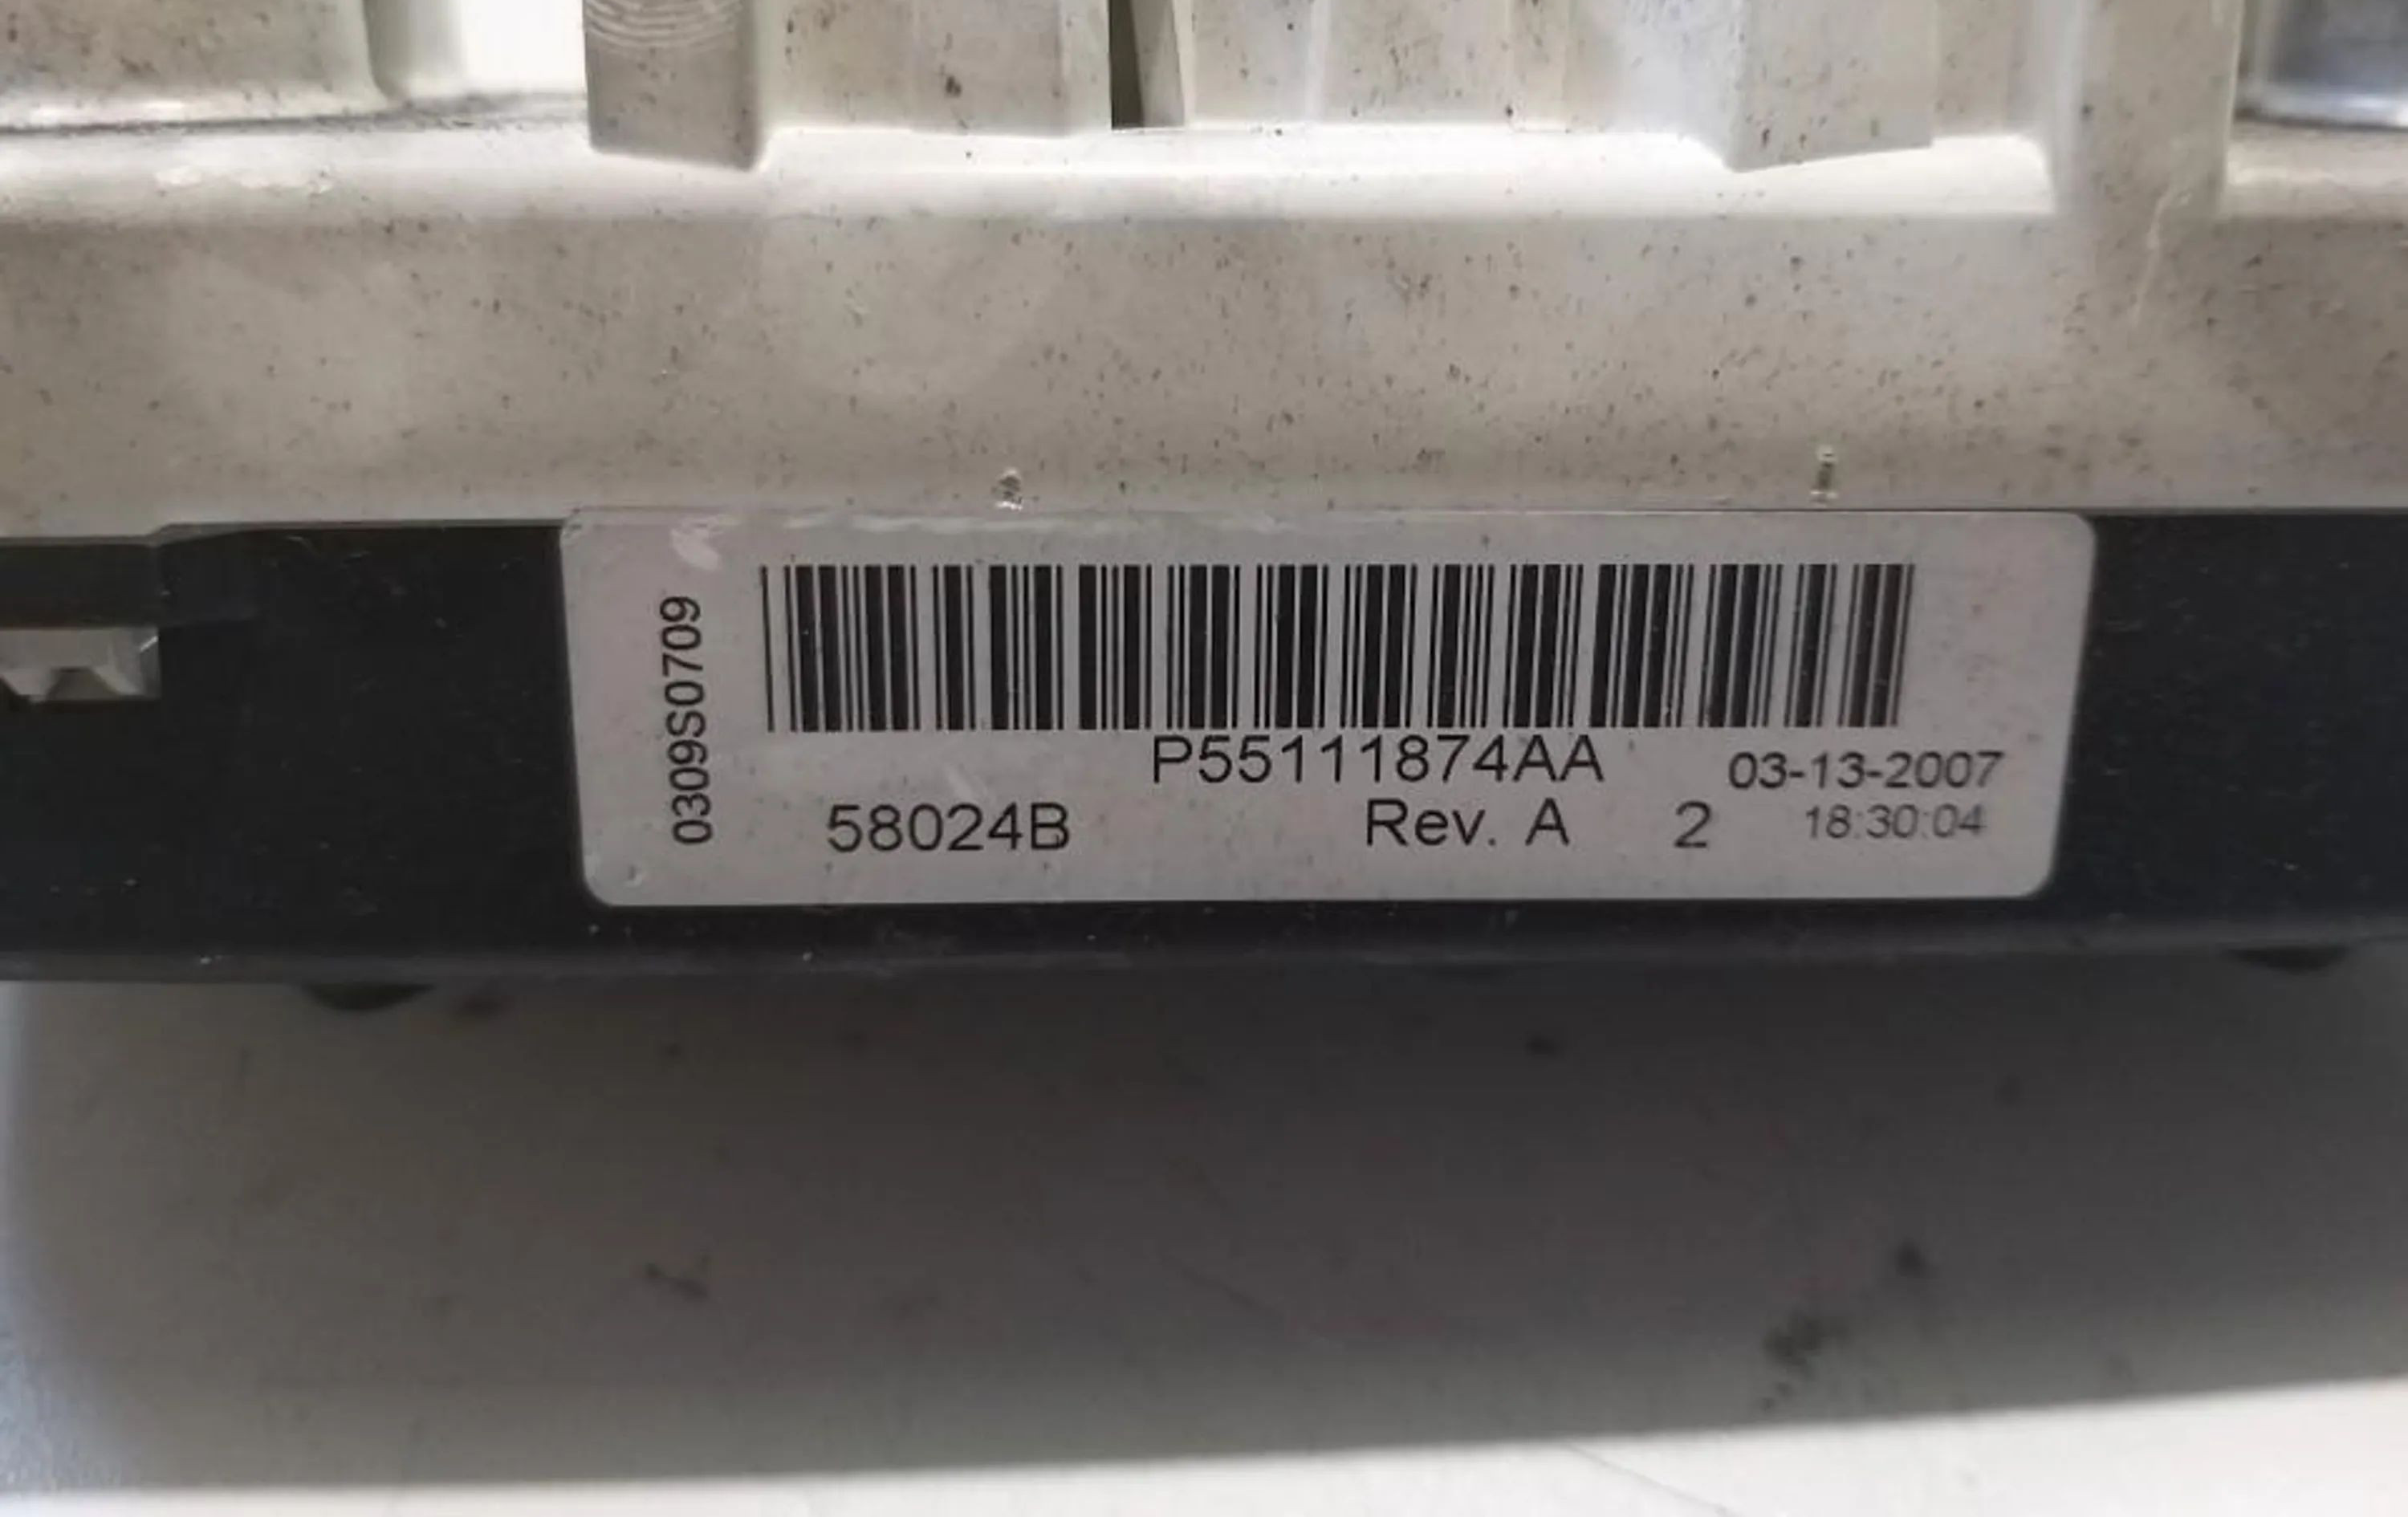 0309S0709
P55111874AA
03-13-2007
58024B
Rev. A
2
18:30:04